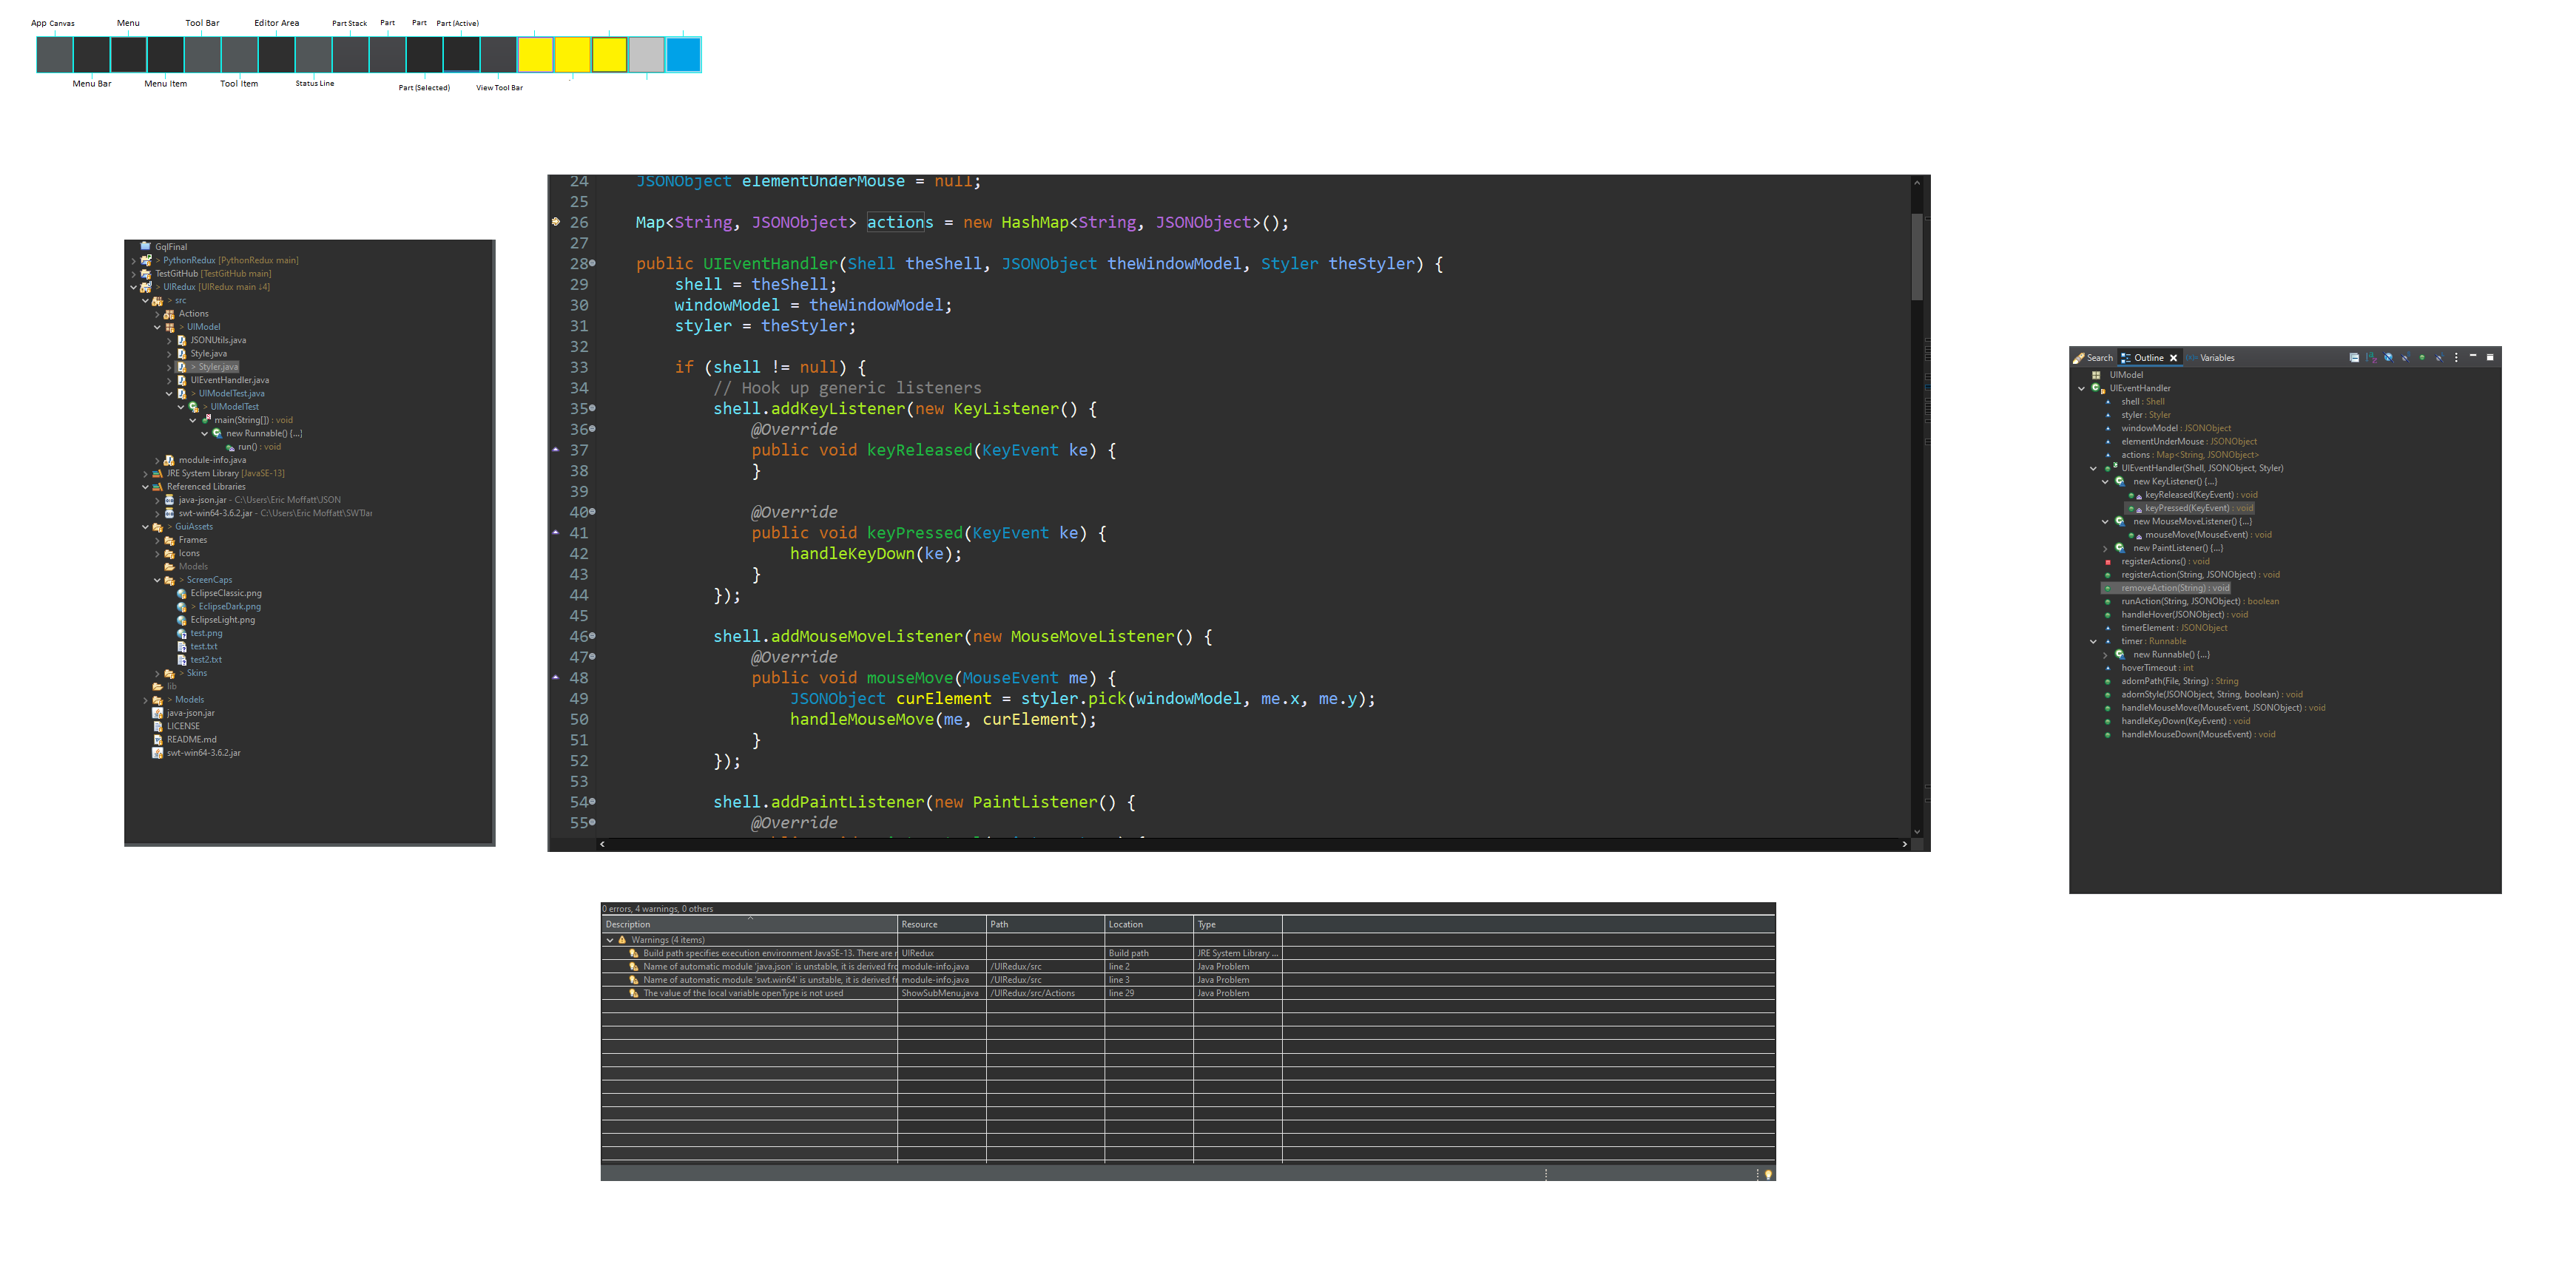 App Canvas Menu Tool Bar Editor Area Part Stack Part Part Part (Active)
Menu Bar Menu Item Tool Item Status Line Part (Selected) View Tool Bar
24 JSONObject elementUnderMouse = null;
25
26 Map<String, JSONObject> actions = new HashMap<String, JSONObject>();
27
28 public UIEventHandler(Shell theShell, JSONObject theWindowModel, Styler theStyler) {
29 shell = theShell;
30 windowModel = theWindowModel;
31 styler = theStyler;
32
33 if (shell != null) {
34 // Hook up generic listeners
35 shell.addKeyListener(new KeyListener() {
36 @Override
37 public void keyReleased(KeyEvent ke) {
38 }
39
40 @Override
41 public void keyPressed(KeyEvent ke) {
42 handleKeyDown(ke);
43 }
44 });
45
46 shell.addMouseMoveListener(new MouseMoveListener() {
47 @Override
48 public void mouseMove(MouseEvent me) {
49 JSONObject curElement = styler.pick(windowModel, me.x, me.y);
50 handleMouseMove(me, curElement);
51 }
52 });
53
54 shell.addPaintListener(new PaintListener() {
55 @Override
GqlFinal
> PythonRedux [PythonRedux main]
TestGitHub [TestGitHub main]
> UIRedux [UIRedux main ↓4]
> src
Actions
> UIModel
JSONUtils.java
Style.java
> Styler.java
UIEventHandler.java
> UIModelTest.java
> UIModelTest
main(String[]) : void
new Runnable() {...}
run() : void
module-info.java
JRE System Library [JavaSE-13]
Referenced Libraries
java-json.jar - C:\Users\Eric Moffatt\JSON
swt-win64-3.6.2.jar - C:\Users\Eric Moffatt\SWTJar
> GuiAssets
Frames
Icons
Models
> ScreenCaps
EclipseClassic.png
> EclipseDark.png
EclipseLight.png
test.png
test.txt
test2.txt
> Skins
lib
> Models
java-json.jar
LICENSE
README.md
swt-win64-3.6.2.jar
Search Outline Variables
UIModel
UIEventHandler
shell : Shell
styler : Styler
windowModel : JSONObject
elementUnderMouse : JSONObject
actions : Map<String, JSONObject>
UIEventHandler(Shell, JSONObject, Styler)
new KeyListener() {...}
keyReleased(KeyEvent) : void
keyPressed(KeyEvent) : void
new MouseMoveListener() {...}
mouseMove(MouseEvent) : void
new PaintListener() {...}
registerActions() : void
registerAction(String, JSONObject) : void
removeAction(String) : void
runAction(String, JSONObject) : boolean
handleHover(JSONObject) : void
timerElement : JSONObject
timer : Runnable
new Runnable() {...}
hoverTimeout : int
adornPath(File, String) : String
adornStyle(JSONObject, String, boolean) : void
handleMouseMove(MouseEvent, JSONObject) : void
handleKeyDown(KeyEvent) : void
handleMouseDown(MouseEvent) : void
0 errors, 4 warnings, 0 others
Description Resource Path Location Type
Warnings (4 items)
Build path specifies execution environment JavaSE-13. There are UIRedux Build path JRE System Library ...
Name of automatic module 'java.json' is unstable, it is derived module-info.java /UIRedux/src line 2 Java Problem
Name of automatic module 'swt.win64' is unstable, it is derived module-info.java /UIRedux/src line 3 Java Problem
The value of the local variable openType is not used ShowSubMenu.java /UIRedux/src/Actions line 29 Java Problem